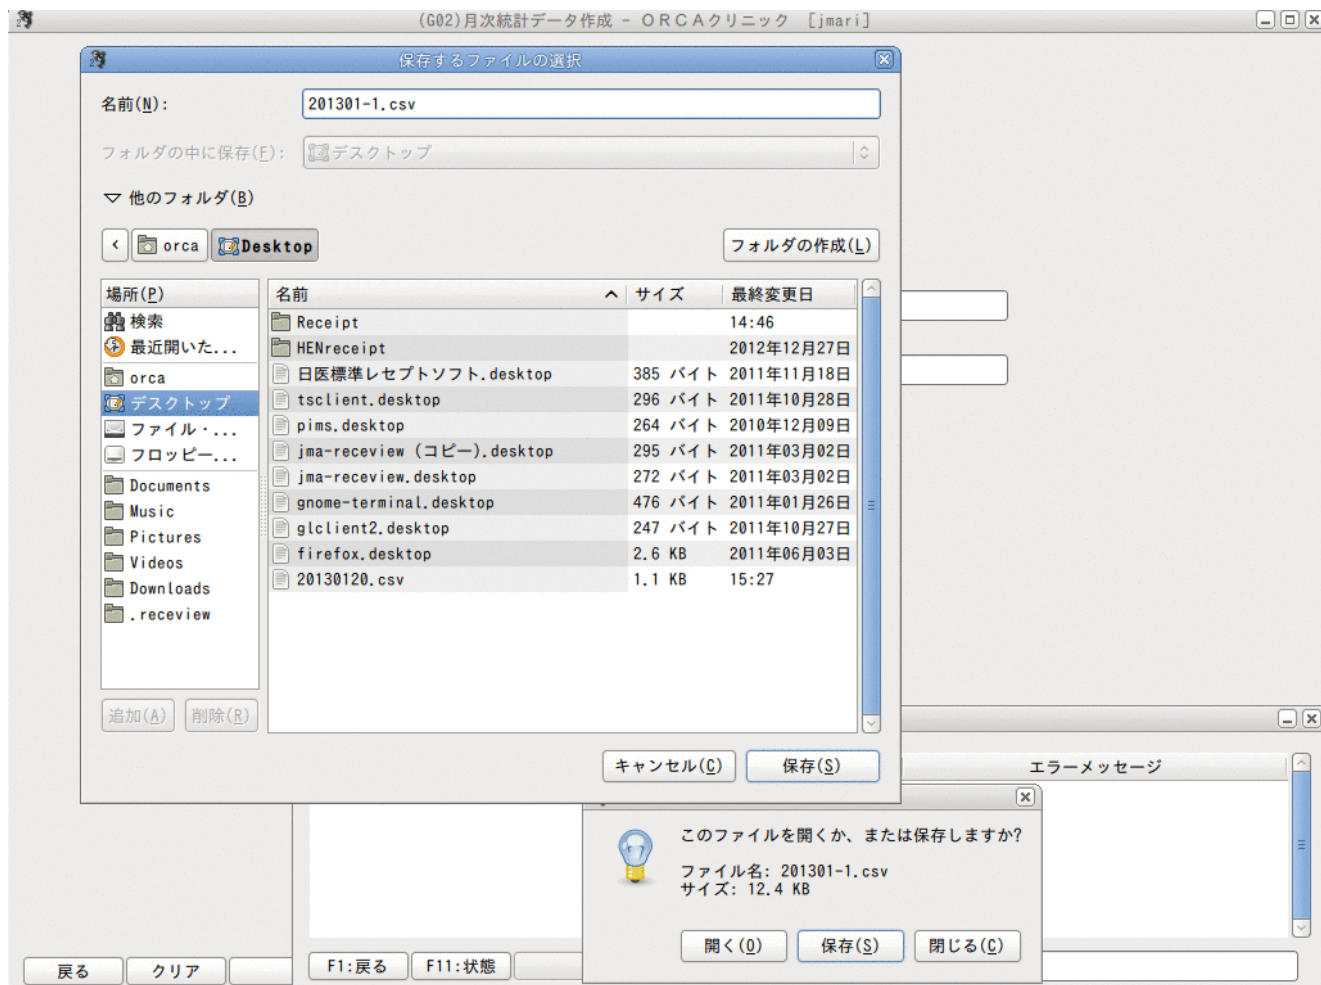 (G02)月次統計データ作成 - ＯＲＣＡクリニック [jmari]
保存するファイルの選択
名前(N):
201301-1.csv
フォルダの中に保存(F):
デスクトップ
他のフォルダ(B)
orca
Desktop
フォルダの作成(L)
場所(P)
検索
最近開いた...
orca
デスクトップ
ファイル・...
フロッピー...
Documents
Music
Pictures
Videos
Downloads
.receview
名前 サイズ 最終変更日
Receipt 14:46
HENreceipt 2012年12月27日
日医標準レセプトソフト.desktop 385 バイト 2011年11月18日
tsclient.desktop 296 バイト 2011年10月28日
pims.desktop 264 バイト 2010年12月09日
jma-receview (コピー).desktop 295 バイト 2011年03月02日
jma-receview.desktop 272 バイト 2011年03月02日
gnome-terminal.desktop 476 バイト 2011年01月26日
glclient2.desktop 247 バイト 2011年10月27日
firefox.desktop 2.6 KB 2011年06月03日
20130120.csv 1.1 KB 15:27
追加(A)
削除(R)
キャンセル(C)
保存(S)
エラーメッセージ
このファイルを開くか、または保存しますか?
ファイル名: 201301-1.csv
サイズ: 12.4 KB
開く(O)
保存(S)
閉じる(C)
戻る
クリア
F1:戻る
F11:状態